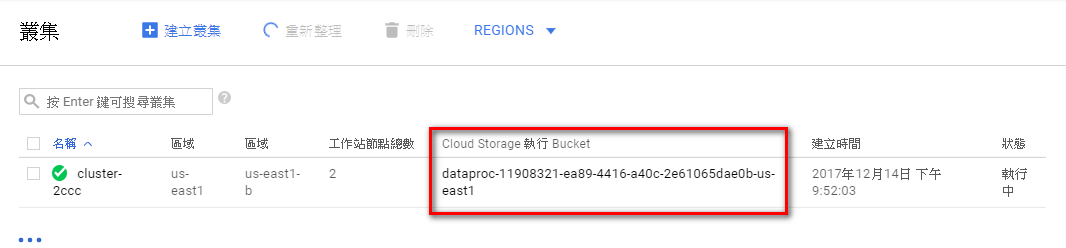 叢集 建立叢集 重新整理 刪除 REGIONS
按 Enter 鍵可搜尋叢集 ?
名稱 區域 區域 工作站節點總數 Cloud Storage 執行 Bucket 建立時間 狀態
cluster- us- us-east1- 2 dataproc-11908321-ea89-4416-a40c-2e61065dae0b-us- 2017年12月14日 下午 執行
2ccc east1 b east1 9:52:03 中